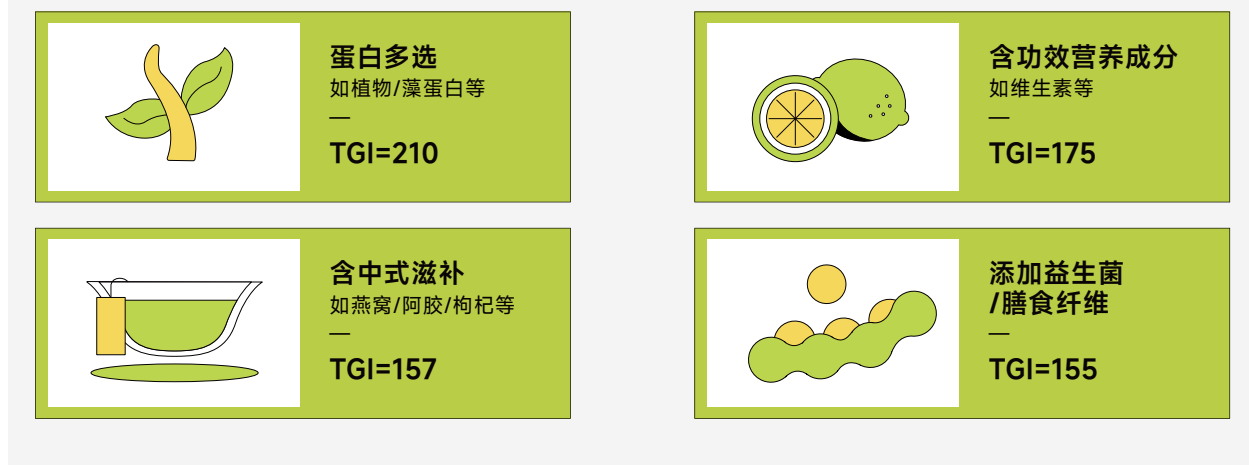 蛋白多选
如植物/藻蛋白等
—
TGI=210
含功效营养成分
如维生素等
—
TGI=175
含中式滋补
如燕窝/阿胶/枸杞等
—
TGI=157
添加益生菌
/膳食纤维
—
TGI=155